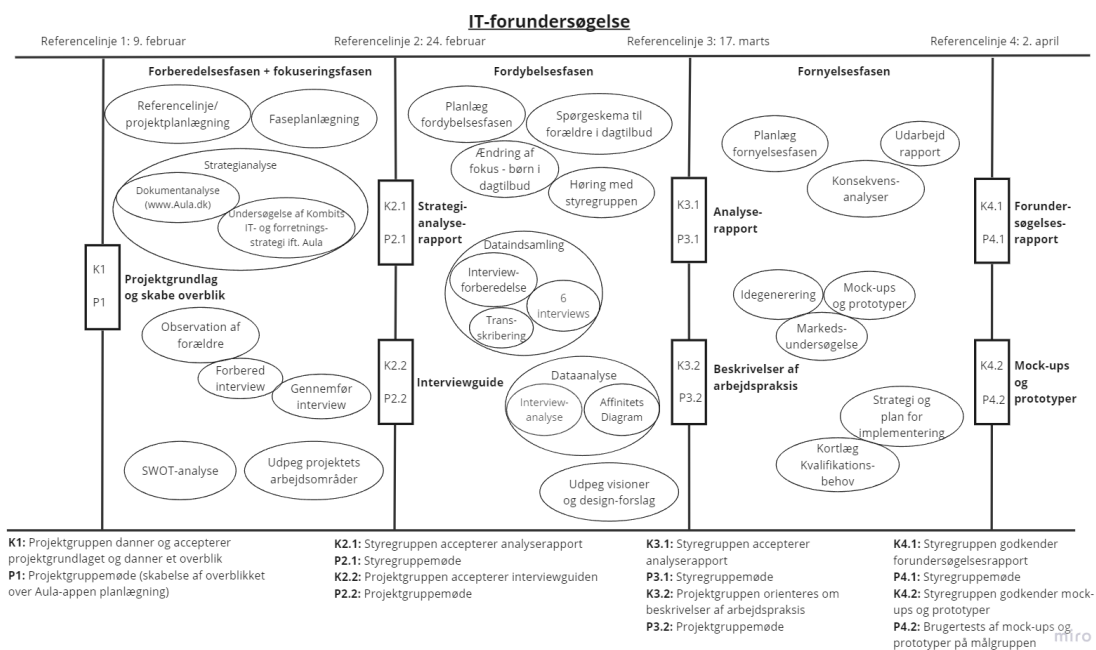 IT-forundersøgelse
Referencelinje 1: 9. februar
Referencelinje 2: 24. februar
Referencelinje 3: 17. marts
Referencelinje 4: 2. april
Forberedelsesfasen + fokuseringsfasen
Fordybelsesfasen
Fornyelsesfasen
Referencelinje/
projektplanlægning
Faseplanlægning
Strategianalyse
Dokumentanalyse
(www.Aula.dk)
Undersøgelse af Kombits
IT- og forretnings-
strategi ift. Aula
K1
P1
Projektgrundlag
og skabe overblik
Observation af
forældre
Forbered
interview
Gennemfør
interview
SWOT-analyse
Udpeg projektets
arbejdsområder
K2.1
P2.1
Strategi-
analyse-
rapport
K2.2
P2.2
Interviewguide
Planlæg
fordybelsesfasen
Spørgeskema til
forældre i dagtilbud
Ændring af
fokus - børn i
dagtilbud
Høring med
styregruppen
Dataindsamling
Interview-
forberedelse
6
interviews
Trans-
skribering
Dataanalyse
Interview-
analyse
Affinitets
Diagram
Udpeg visioner
og design-forslag
K3.1
P3.1
Analyse-
rapport
K3.2
P3.2
Beskrivelser af
arbejdspraksis
Planlæg
fornyelsesfasen
Udarbejd
rapport
Konsekvens-
analyser
Idegenerering
Mock-ups
og prototyper
Markeds-
undersøgelse
Strategi og
plan for
implementering
Kortlæg
Kvalifikations-
behov
K4.1
P4.1
Forunder-
søgelses-
rapport
K4.2
P4.2
Mock-ups
og
prototyper
K1: Projektgruppen danner og accepterer
projektgrundlaget og danner et overblik
P1: Projektgruppemøde (skabelse af overblikket
over Aula-appen planlægning)
K2.1: Styregruppen accepterer analyserapport
P2.1: Styregruppemøde
K2.2: Projektgruppen accepterer interviewguiden
P2.2: Projektgruppemøde
K3.1: Styregruppen accepterer
analyserapport
P3.1: Styregruppemøde
K3.2: Projektgruppen orienteres om
beskrivelser af arbejdspraksis
P3.2: Projektgruppemøde
K4.1: Styregruppen godkender
forundersøgelsesrapport
P4.1: Styregruppemøde
K4.2: Styregruppen godkender mock-
ups og prototyper
P4.2: Brugertests af mock-ups og
prototyper på målgruppen
miro